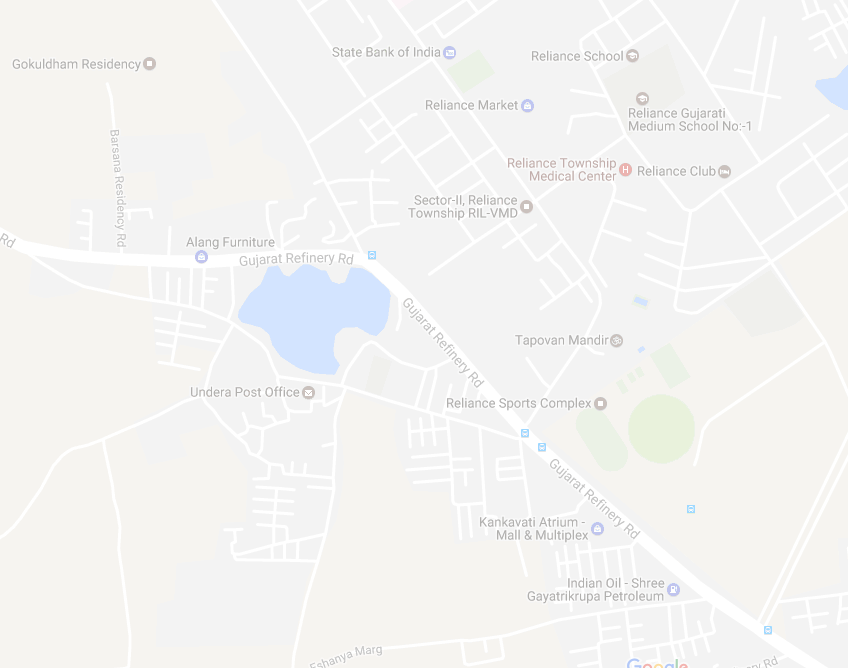 State Bank of India
Reliance School
Gokuldham Residency
Reliance Market
Reliance Gujarati
Medium School No:-1
Barsana Residency Rd
Reliance Township
Medical Center
Reliance Club
Sector-II, Reliance
Township RIL-VMD
Rd
Alang Furniture
Gujarat Refinery Rd
Gujarat Refinery Rd
Tapovan Mandir
Undera Post Office
Reliance Sports Complex
Gujarat Refinery Rd
Kankavati Atrium -
Mall & Multiplex
Indian Oil - Shree
Gayatrikrupa Petroleum
Eshanya Marg
Google
Rd